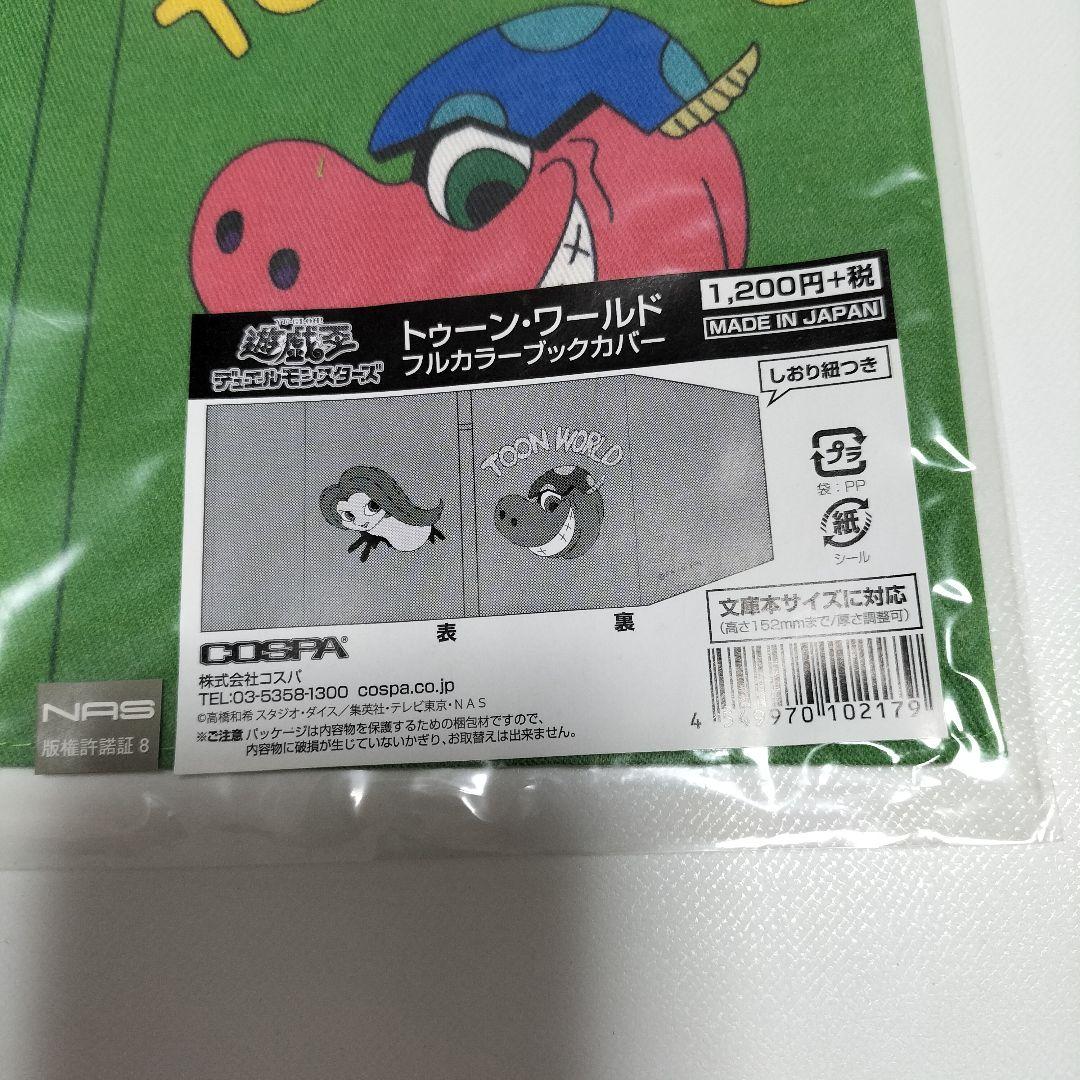 YU-GI-OH!
遊戯王
デュエルモンスターズ
トゥーン・ワールド
フルカラーブックカバー
1,200円+税
MADE IN JAPAN
しおり紐つき
TOON WORLD
プラ
袋:PP
紙
シール
表
裏
文庫本サイズに対応
(高さ152mmまで/厚さ調整可)
COSPA®
株式会社コスパ
TEL:03-5358-1300 cospa.co.jp
©高橋和希 スタジオ・ダイス/集英社・テレビ東京・NAS
※ご注意 パッケージは内容物を保護するための梱包材ですので、
内容物に破損が生じていないかぎり、お取替えは出来ません。
970 102179
NAS
版権許諾証 8